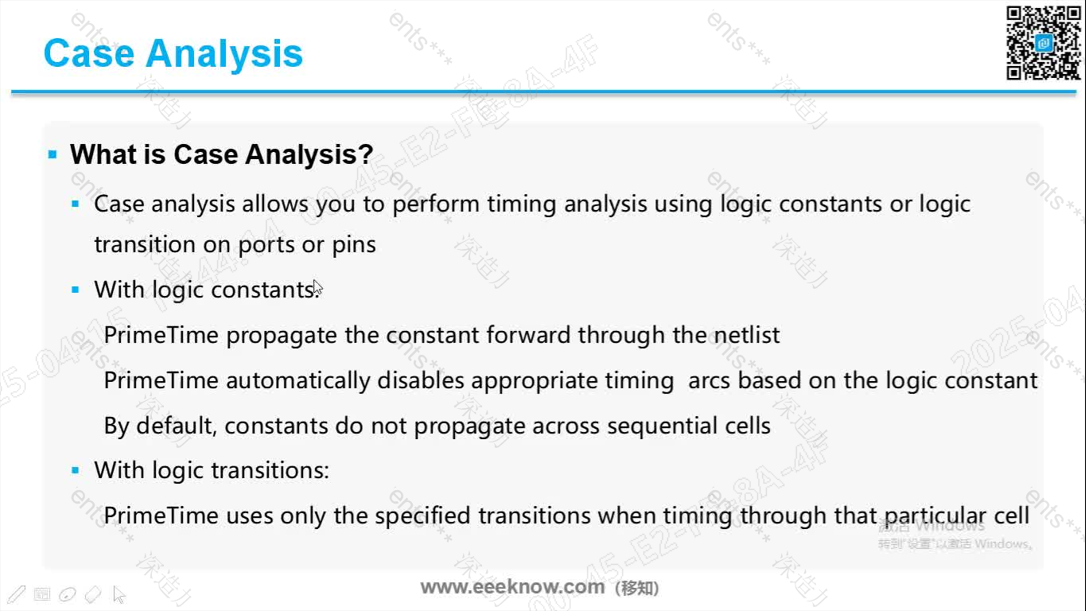 Case Analysis
What is Case Analysis?
Case analysis allows you to perform timing analysis using logic constants or logic
transition on ports or pins
With logic constants:
PrimeTime propagate the constant forward through the netlist
PrimeTime automatically disables appropriate timing arcs based on the logic constant
By default, constants do not propagate across sequential cells
With logic transitions:
PrimeTime uses only the specified transitions when timing through that particular cell
激活 Windows
转到"设置"以激活 Windows。
www.eeeknow.com (移知)